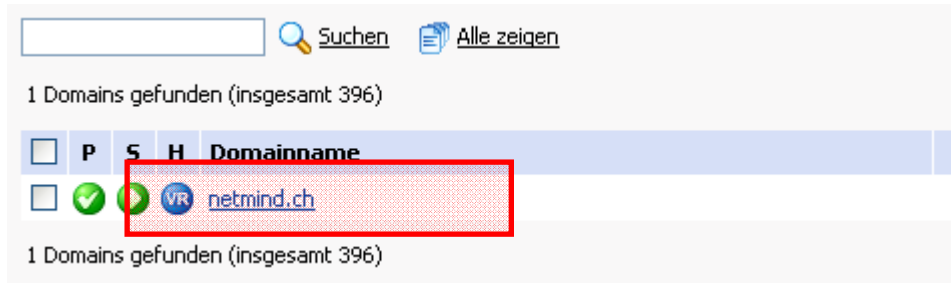 Suchen Alle zeigen
1 Domains gefunden (insgesamt 396)
P S H Domainname
VR netmind.ch
1 Domains gefunden (insgesamt 396)